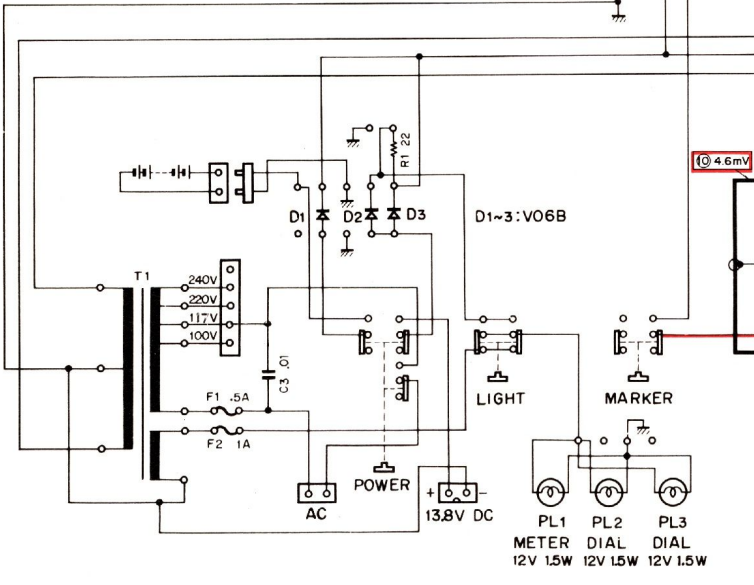 R1 22
⑩ 4.6mV
D1 D2 D3 D1~3:V06B
T1
240V
220V
117V
100V
C3 .01
F1 .5A
F2 1A
LIGHT MARKER
POWER
AC
+ -
13.8V DC
PL1 PL2 PL3
METER DIAL DIAL
12V 1.5W 12V 1.5W 12V 1.5W